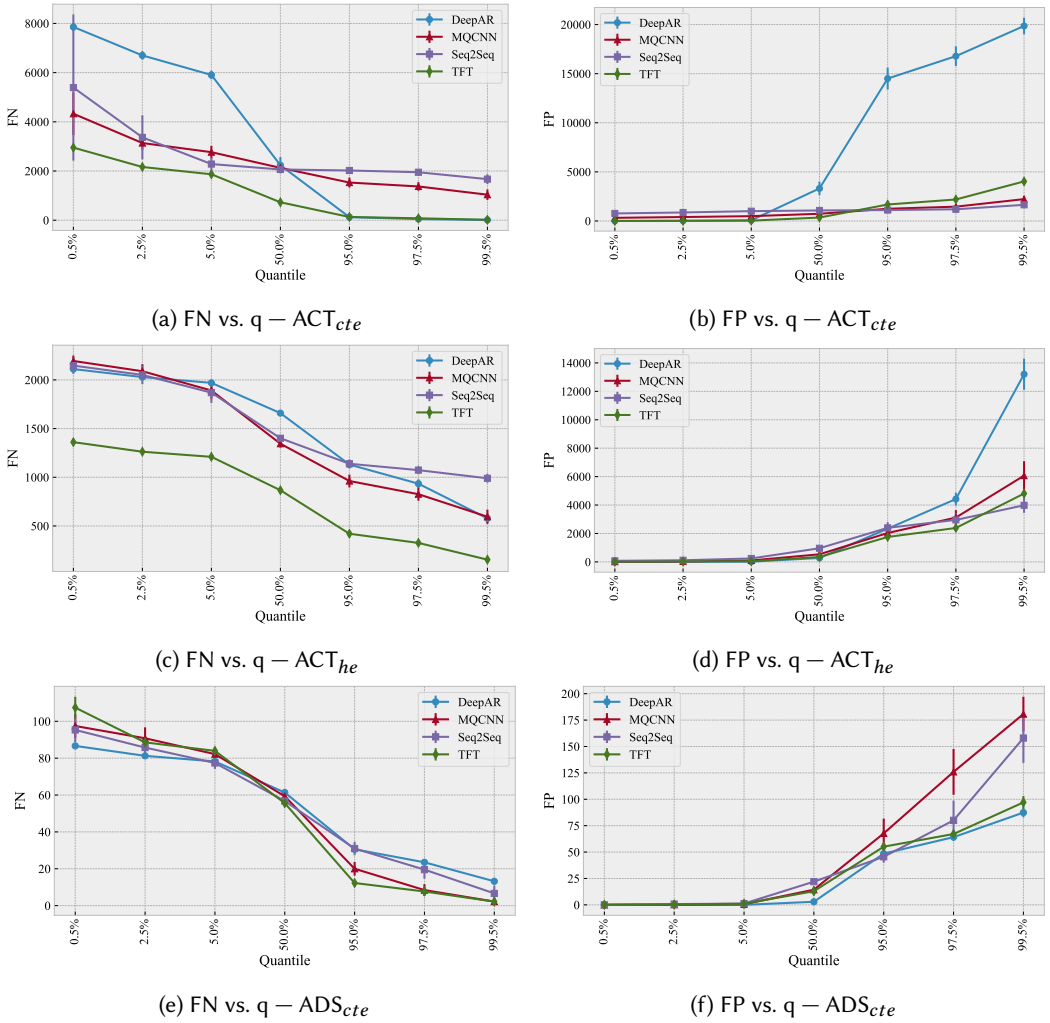 8000
6000
4000
2000
0
FN
DeepAR
MQCNN
Seq2Seq
TFT
0.5%
2.5%
5.0%
50.0%
95.0%
97.5%
99.5%
Quantile
(a) FN vs. q — ACTcte
20000
15000
10000
5000
0
FP
DeepAR
MQCNN
Seq2Seq
TFT
0.5%
2.5%
5.0%
50.0%
95.0%
97.5%
99.5%
Quantile
(b) FP vs. q — ACTcte
2000
1500
1000
500
FN
DeepAR
MQCNN
Seq2Seq
TFT
0.5%
2.5%
5.0%
50.0%
95.0%
97.5%
99.5%
Quantile
(c) FN vs. q — ACThe
14000
12000
10000
8000
6000
4000
2000
0
FP
DeepAR
MQCNN
Seq2Seq
TFT
0.5%
2.5%
5.0%
50.0%
95.0%
97.5%
99.5%
Quantile
(d) FP vs. q — ACThe
100
80
60
40
20
0
FN
DeepAR
MQCNN
Seq2Seq
TFT
0.5%
2.5%
5.0%
50.0%
95.0%
97.5%
99.5%
Quantile
(e) FN vs. q — ADScte
200
175
150
125
100
75
50
25
0
FP
DeepAR
MQCNN
Seq2Seq
TFT
0.5%
2.5%
5.0%
50.0%
95.0%
97.5%
99.5%
Quantile
(f) FP vs. q — ADScte